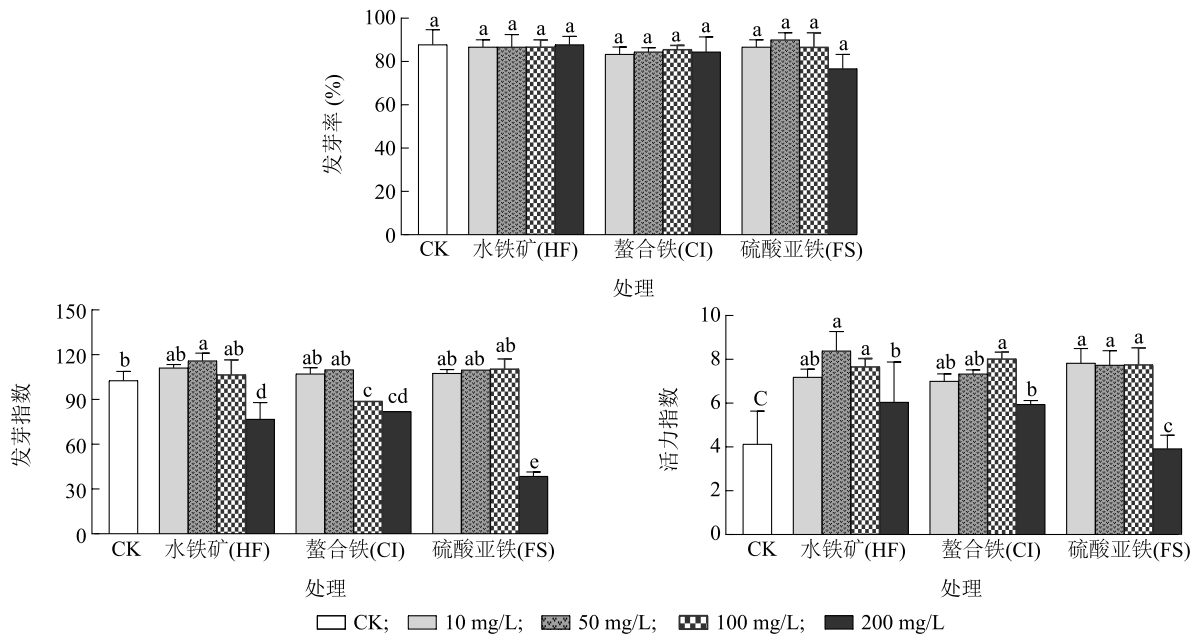 发芽率 (%)
100
80
60
40
20
0
a a a a a a a a a a a a a
CK 水铁矿(HF) 螯合铁(CI) 硫酸亚铁(FS)
处理
发芽指数
150
120
90
60
30
0
b ab a ab d ab ab c cd ab ab ab e
CK 水铁矿(HF) 螯合铁(CI) 硫酸亚铁(FS)
处理
活力指数
10
8
6
4
2
0
C ab a a b ab ab a b a a a c
CK 水铁矿(HF) 螯合铁(CI) 硫酸亚铁(FS)
处理
CK; 10 mg/L; 50 mg/L; 100 mg/L; 200 mg/L